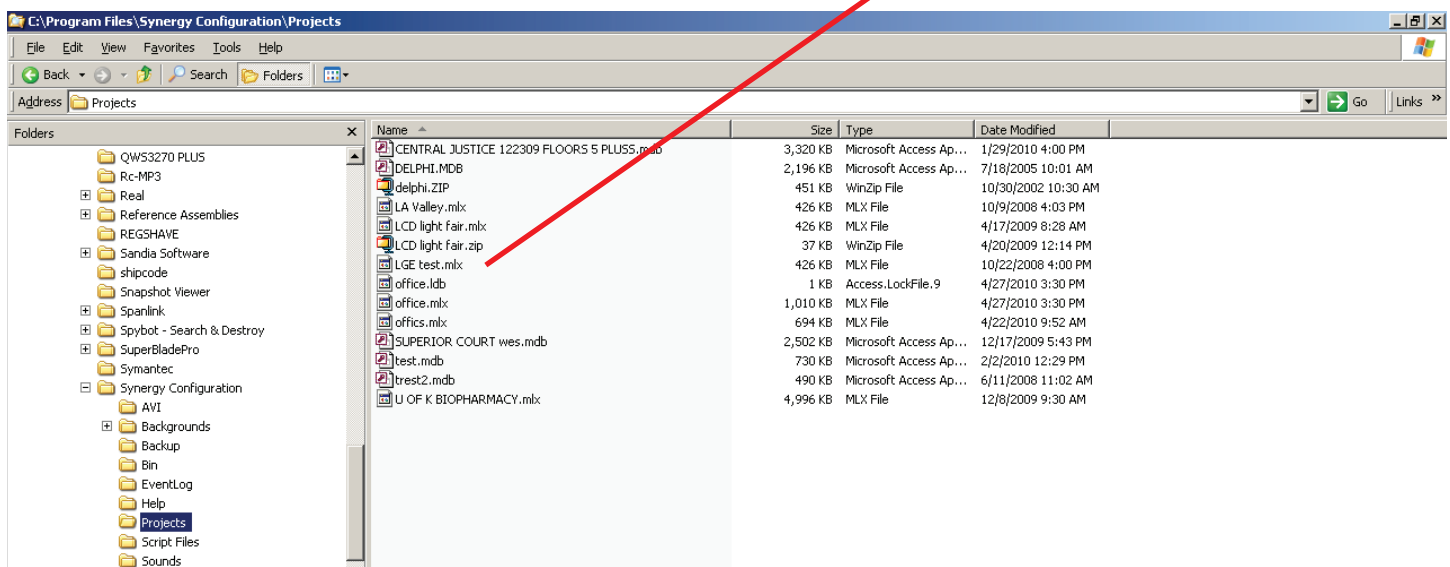 C:\Program Files\Synergy Configuration\Projects
File Edit View Favorites Tools Help
Back Search Folders
Address Projects Go Links »
Folders x
QWS3270 PLUS
Rc-MP3
Real
Reference Assemblies
REGSHAVE
Sandia Software
shipcode
Snapshot Viewer
Spanlink
Spybot - Search & Destroy
SuperBladePro
Symantec
Synergy Configuration
AVI
Backgrounds
Backup
Bin
EventLog
Help
Projects
Script Files
Sounds
Name Size Type Date Modified
CENTRAL JUSTICE 122309 FLOORS 5 PLUSS.mdb 3,320 KB Microsoft Access Ap... 1/29/2010 4:00 PM
DELPHI.MDB 2,196 KB Microsoft Access Ap... 7/18/2005 10:01 AM
delphi.ZIP 451 KB WinZip File 10/30/2002 10:30 AM
LA Valley.mlx 426 KB MLX File 10/9/2008 4:03 PM
LCD light fair.mlx 426 KB MLX File 4/17/2009 8:28 AM
LCD light fair.zip 37 KB WinZip File 4/20/2009 12:14 PM
LGE test.mlx 426 KB MLX File 10/22/2008 4:00 PM
office.ldb 1 KB Access.LockFile.9 4/27/2010 3:30 PM
office.mlx 1,010 KB MLX File 4/27/2010 3:30 PM
offics.mlx 694 KB MLX File 4/22/2010 9:52 AM
SUPERIOR COURT wes.mdb 2,502 KB Microsoft Access Ap... 12/17/2009 5:43 PM
test.mdb 730 KB Microsoft Access Ap... 2/2/2010 12:29 PM
trest2.mdb 490 KB Microsoft Access Ap... 6/11/2008 11:02 AM
U OF K BIOPHARMACY.mlx 4,996 KB MLX File 12/8/2009 9:30 AM